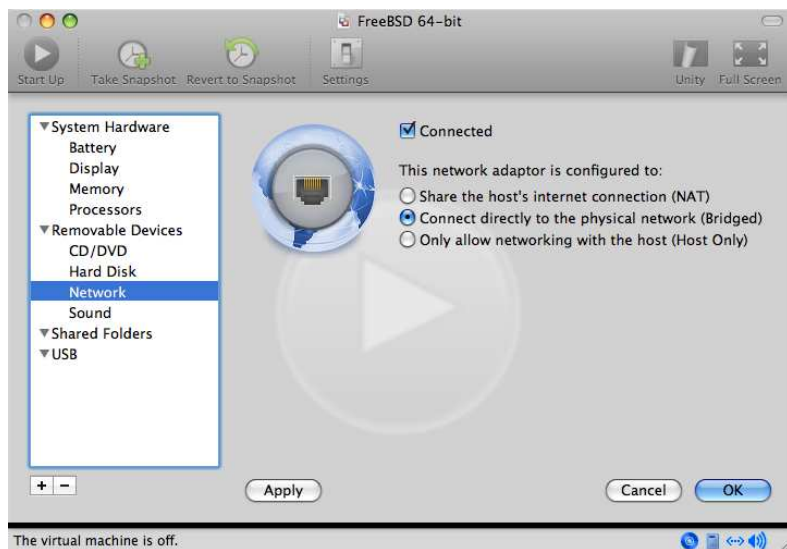 FreeBSD 64-bit
Start Up
Take Snapshot
Revert to Snapshot
Settings
Unity
Full Screen
System Hardware
Battery
Display
Memory
Processors
Removable Devices
CD/DVD
Hard Disk
Network
Sound
Shared Folders
USB
Connected
This network adaptor is configured to:
Share the host's internet connection (NAT)
Connect directly to the physical network (Bridged)
Only allow networking with the host (Host Only)
+ -
Apply
Cancel
OK
The virtual machine is off.